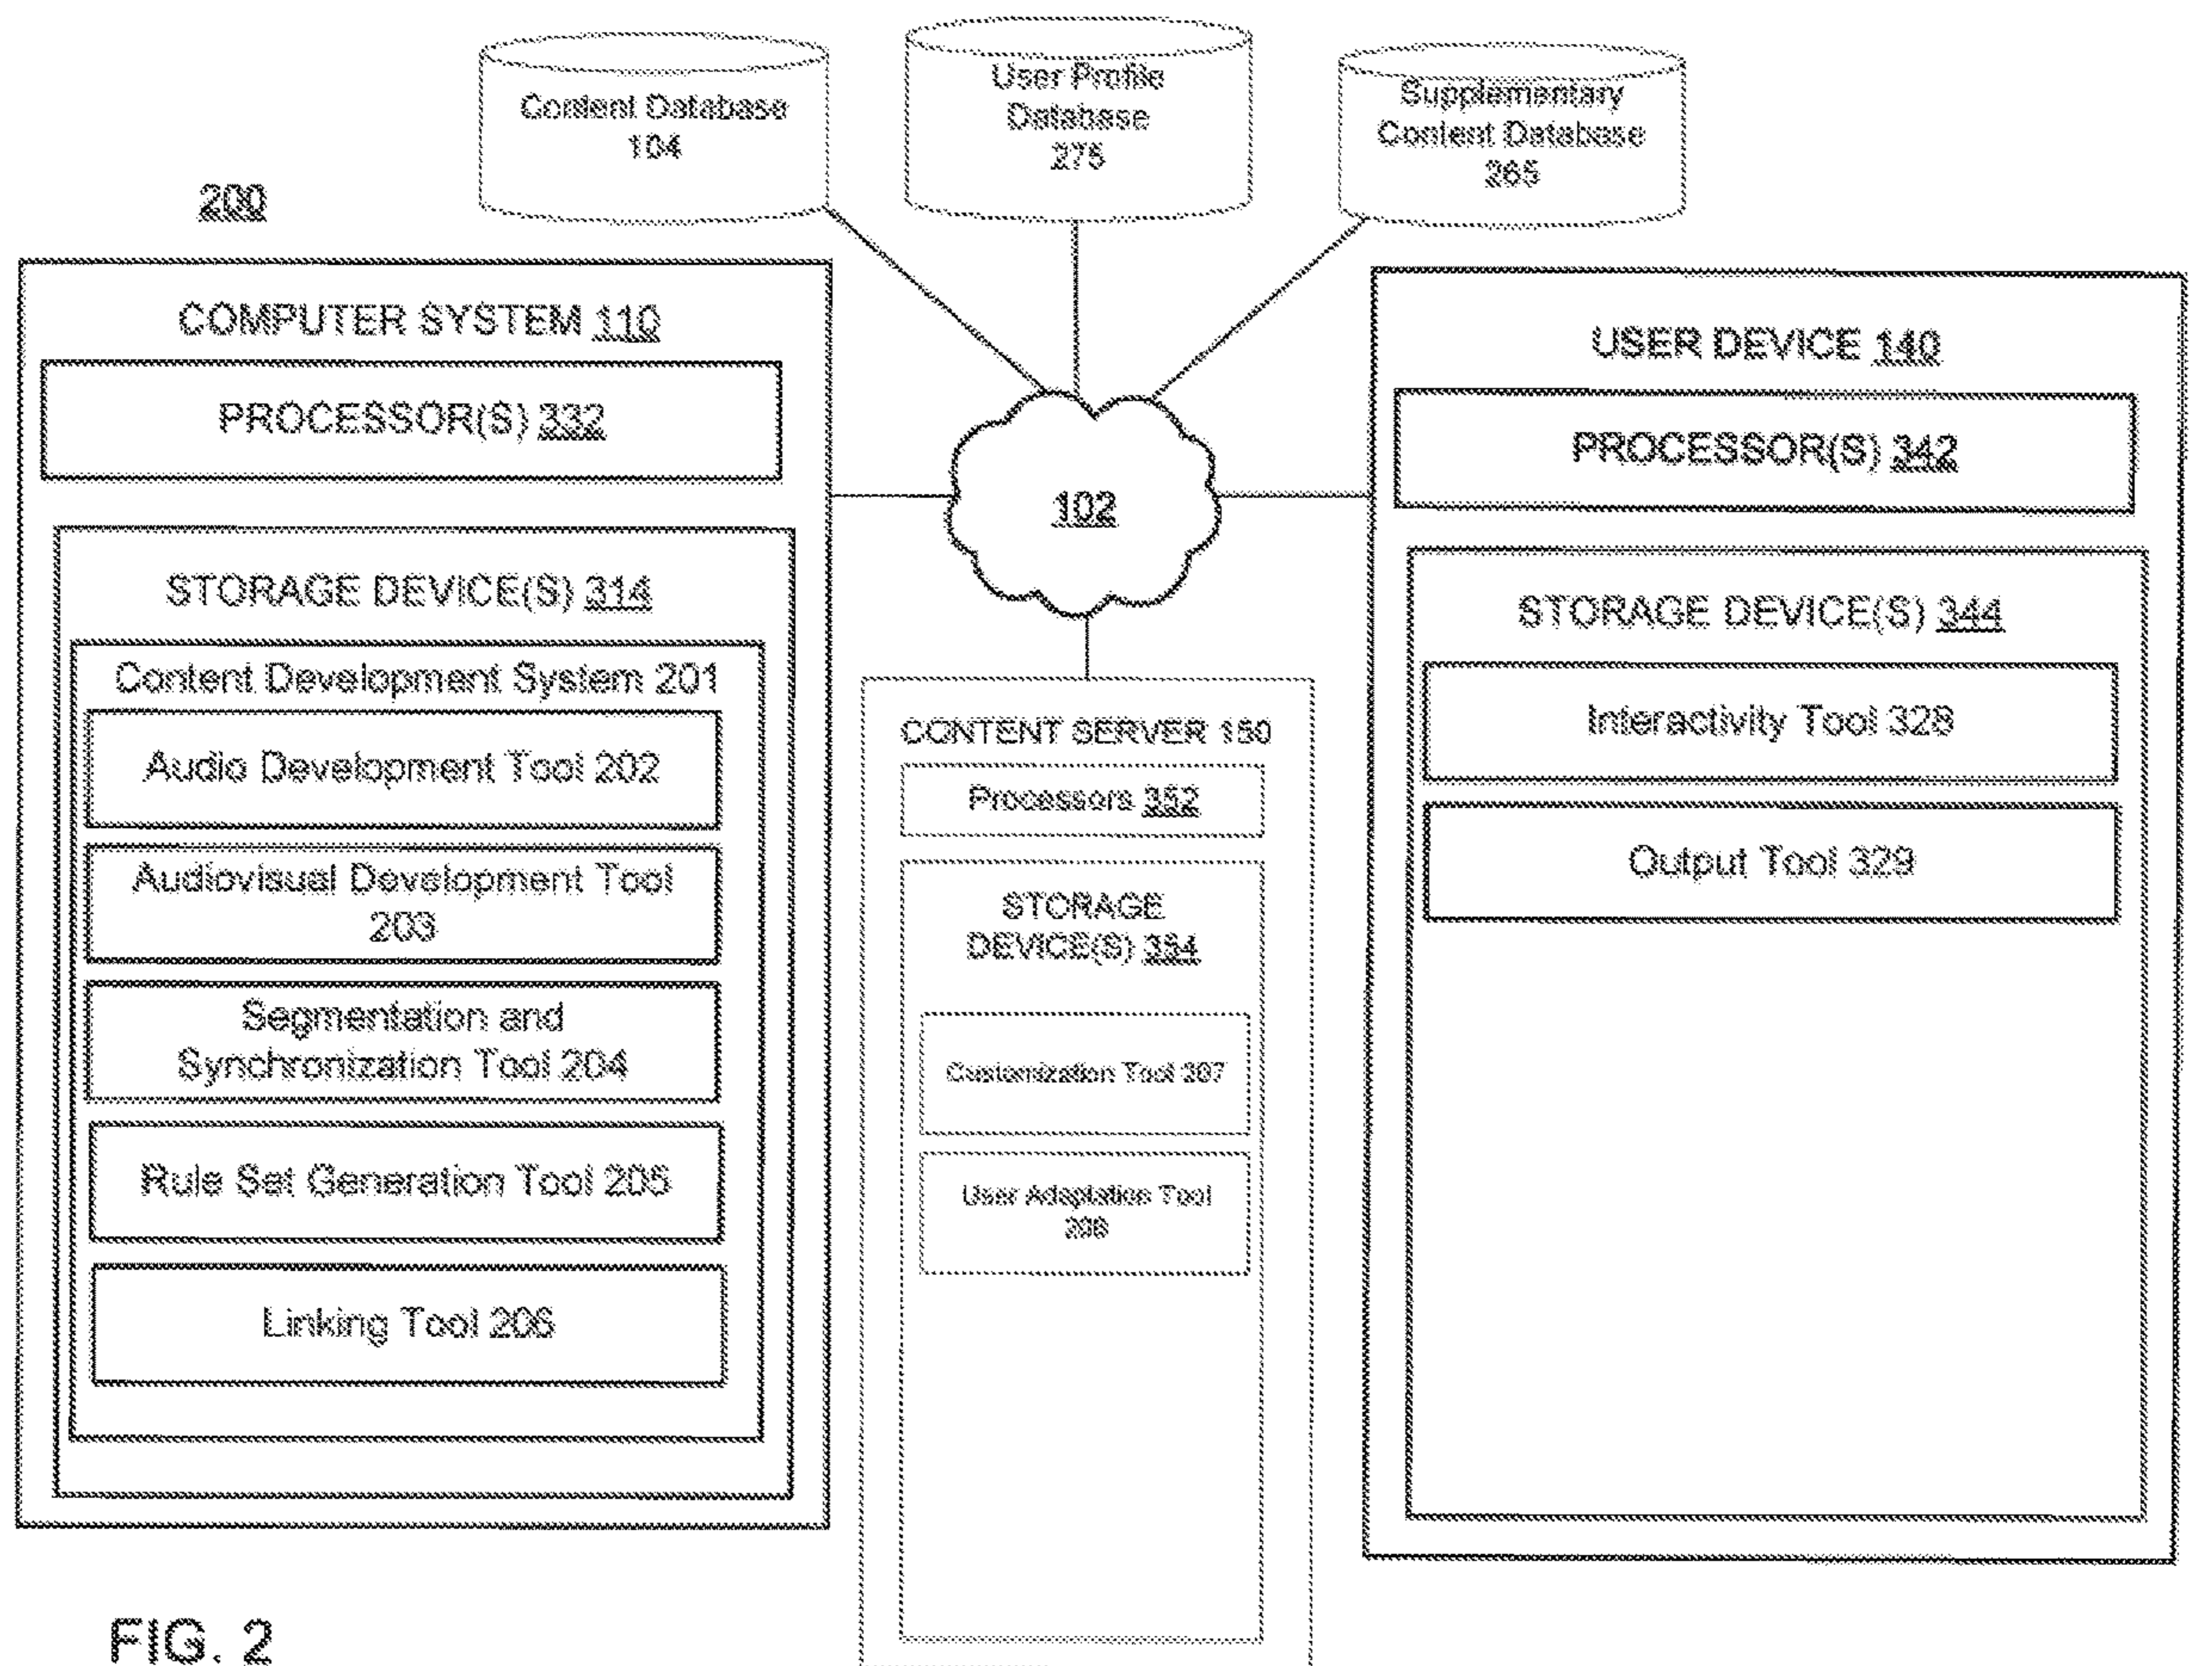 Content Database
104
User Profile
Database
275
Supplementary
Content Database
265
200
COMPUTER SYSTEM 110
PROCESSOR(S) 332
STORAGE DEVICE(S) 314
Content Development System 201
Audio Development Tool 202
Audiovisual Development Tool
203
Segmentation and
Synchronization Tool 204
Rule Set Generation Tool 205
Linking Tool 206
102
CONTENT SERVER 150
Processors 352
STORAGE
DEVICE(S) 354
Customization Tool
User Adaptation Tool
USER DEVICE 140
PROCESSOR(S) 342
STORAGE DEVICE(S) 344
Interactivity Tool 328
Output Tool 329
FIG. 2